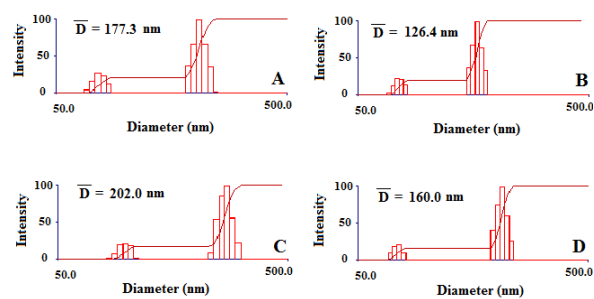 D = 177.3 nm
Intensity
100
50
0
A
50.0
500.0
Diameter (nm)
D = 126.4 nm
Intensity
100
50
0
B
50.0
500.0
Diameter (nm)
D = 202.0 nm
Intensity
100
50
0
C
50.0
500.0
Diameter (nm)
D = 160.0 nm
Intensity
100
50
0
D
50.0
500.0
Diameter (nm)